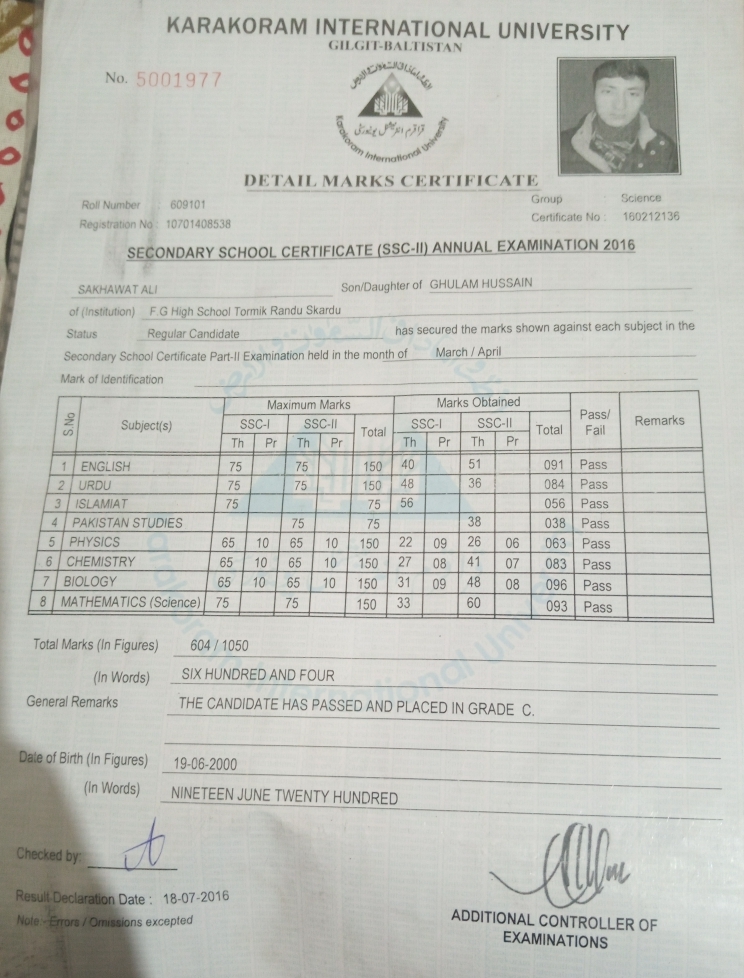 KARAKORAM INTERNATIONAL UNIVERSITY
GILGIT-BALTISTAN
No. 5001977
قراقرم انٹرنیشنل یونیورسٹی
Karakoram International University
DETAIL MARKS CERTIFICATE
Roll Number : 609101 Group : Science
Registration No : 10701408538 Certificate No : 160212136
SECONDARY SCHOOL CERTIFICATE (SSC-II) ANNUAL EXAMINATION 2016
SAKHAWAT ALI Son/Daughter of GHULAM HUSSAIN
of (Institution) F.G High School Tormik Randu Skardu
Status Regular Candidate has secured the marks shown against each subject in the
Secondary School Certificate Part-II Examination held in the month of March / April
Mark of Identification
S.No Subject(s) Maximum Marks Marks Obtained Pass/Fail Remarks
SSC-I SSC-II Total SSC-I SSC-II Total
Th Pr Th Pr Th Pr Th Pr
1 ENGLISH 75 75 150 40 51 091 Pass
2 URDU 75 75 150 48 36 084 Pass
3 ISLAMIAT 75 75 56 056 Pass
4 PAKISTAN STUDIES 75 75 38 038 Pass
5 PHYSICS 65 10 65 10 150 22 09 26 06 063 Pass
6 CHEMISTRY 65 10 65 10 150 27 08 41 07 083 Pass
7 BIOLOGY 65 10 65 10 150 31 09 48 08 096 Pass
8 MATHEMATICS (Science) 75 75 150 33 60 093 Pass
Total Marks (In Figures) 604 / 1050
(In Words) SIX HUNDRED AND FOUR
General Remarks THE CANDIDATE HAS PASSED AND PLACED IN GRADE C.
Date of Birth (In Figures) 19-06-2000
(In Words) NINETEEN JUNE TWENTY HUNDRED
Checked by:
Result Declaration Date : 18-07-2016
Note:- Errors / Omissions excepted
ADDITIONAL CONTROLLER OF
EXAMINATIONS
Karakoram International University